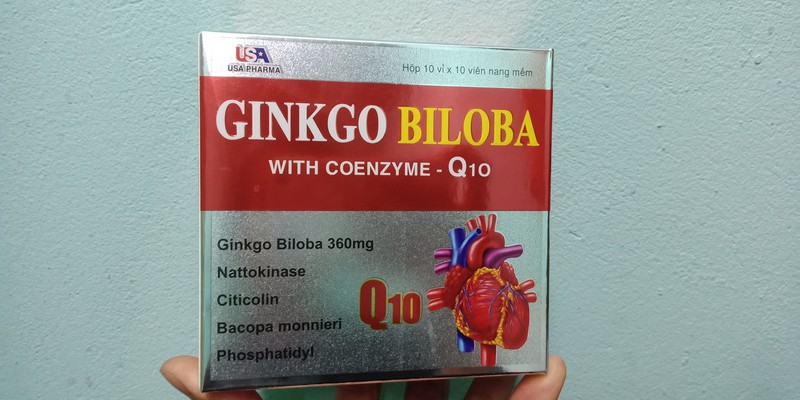 USA
USA PHARMA
Hộp 10 vỉ x 10 viên nang mềm
GINKGO BILOBA
WITH COENZYME - Q10
Ginkgo Biloba 360mg
Nattokinase
Citicolin
Bacopa monnieri
Phosphatidyl
Q10